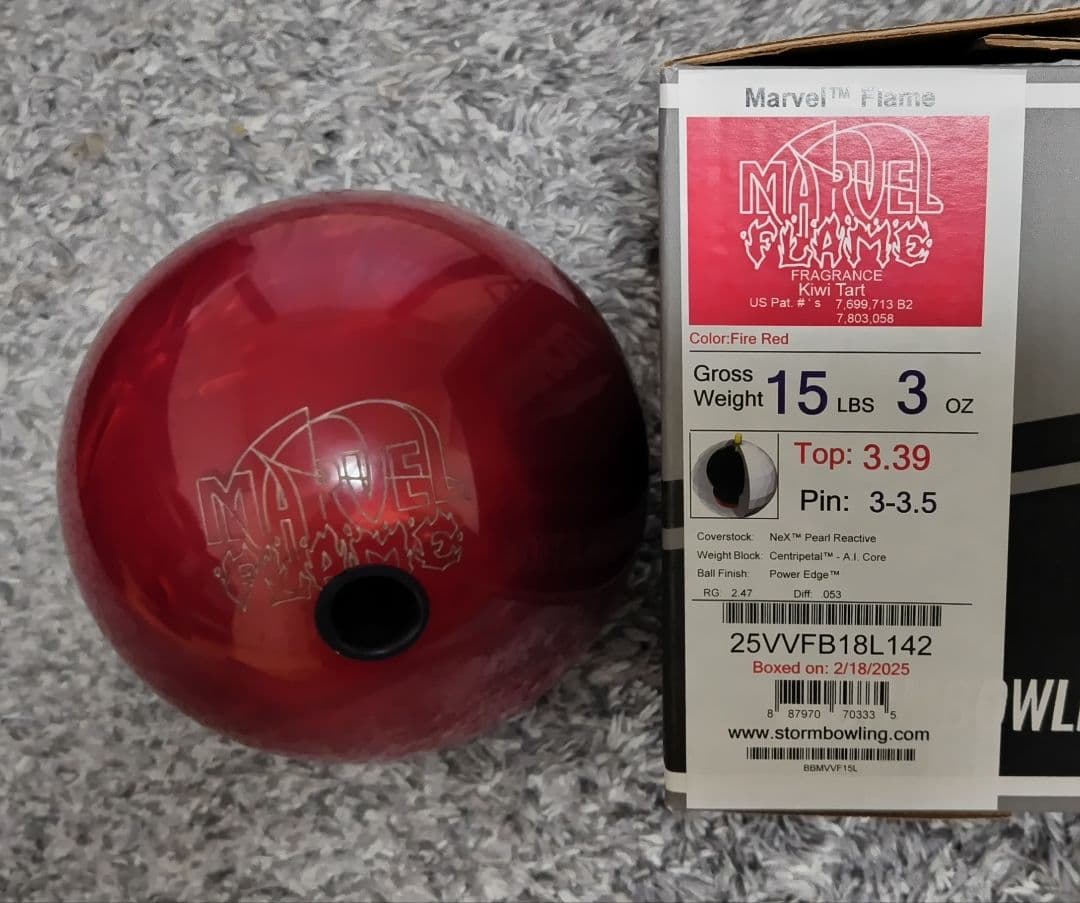 MARVEL
FLAME
Marvel™ Flame
MARVEL
FLAME
FRAGRANCE
Kiwi Tart
US Pat. #'s 7,699,713 B2
7,803,058
Color:Fire Red
Gross
Weight 15 LBS 3 OZ
Top: 3.39
Pin: 3-3.5
Coverstock: NeX™ Pearl Reactive
Weight Block: Centripetal™ - A.I. Core
Ball Finish: Power Edge™
RG: 2.47 Diff: .053
25VVFB18L142
Boxed on: 2/18/2025
8 87970 70333 5
www.stormbowling.com
BBMVVF15L